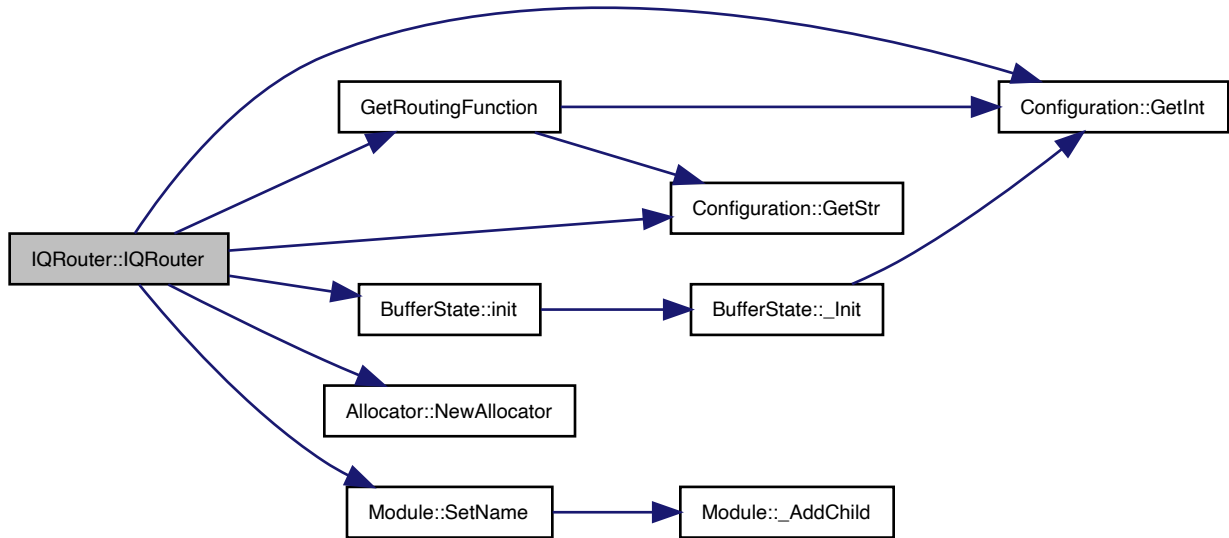 GetRoutingFunction
Configuration::GetInt
Configuration::GetStr
IQRouter::IQRouter
BufferState::init
BufferState::_Init
Allocator::NewAllocator
Module::SetName
Module::_AddChild